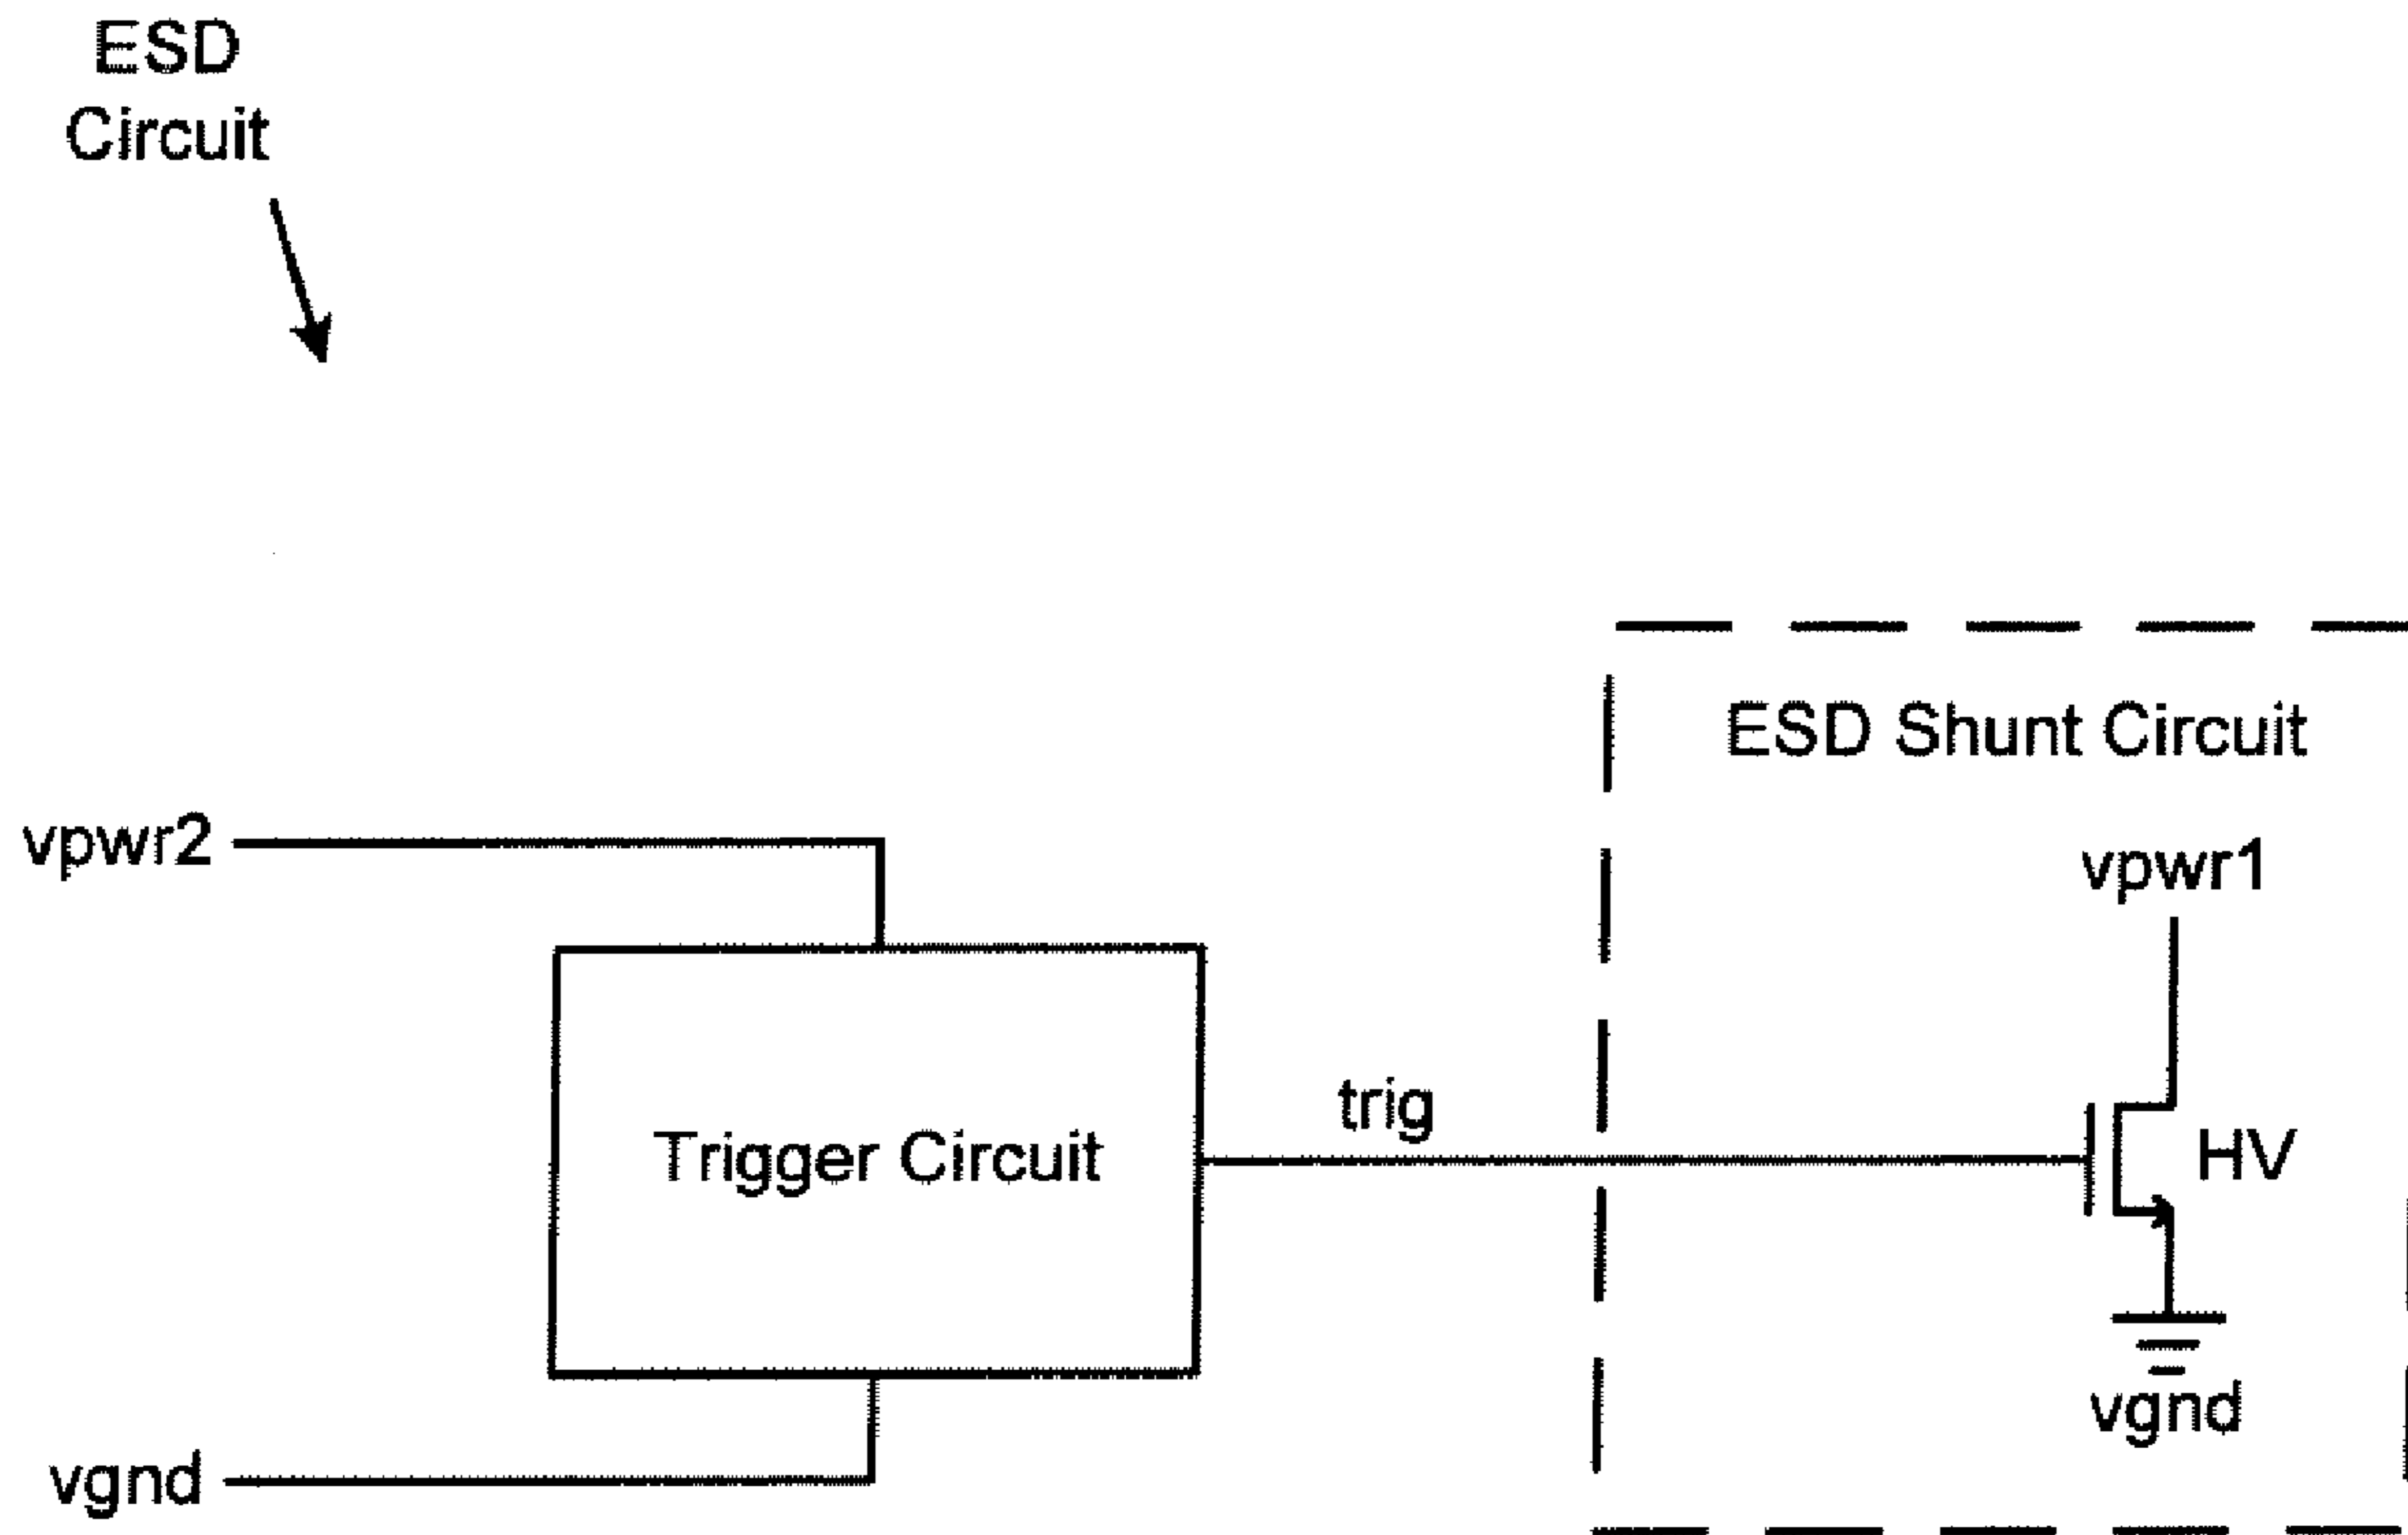 ESD
Circuit
ESD Shunt Circuit
vpwr2
vpwr1
trig
Trigger Circuit
HV
vgnd
vgnd